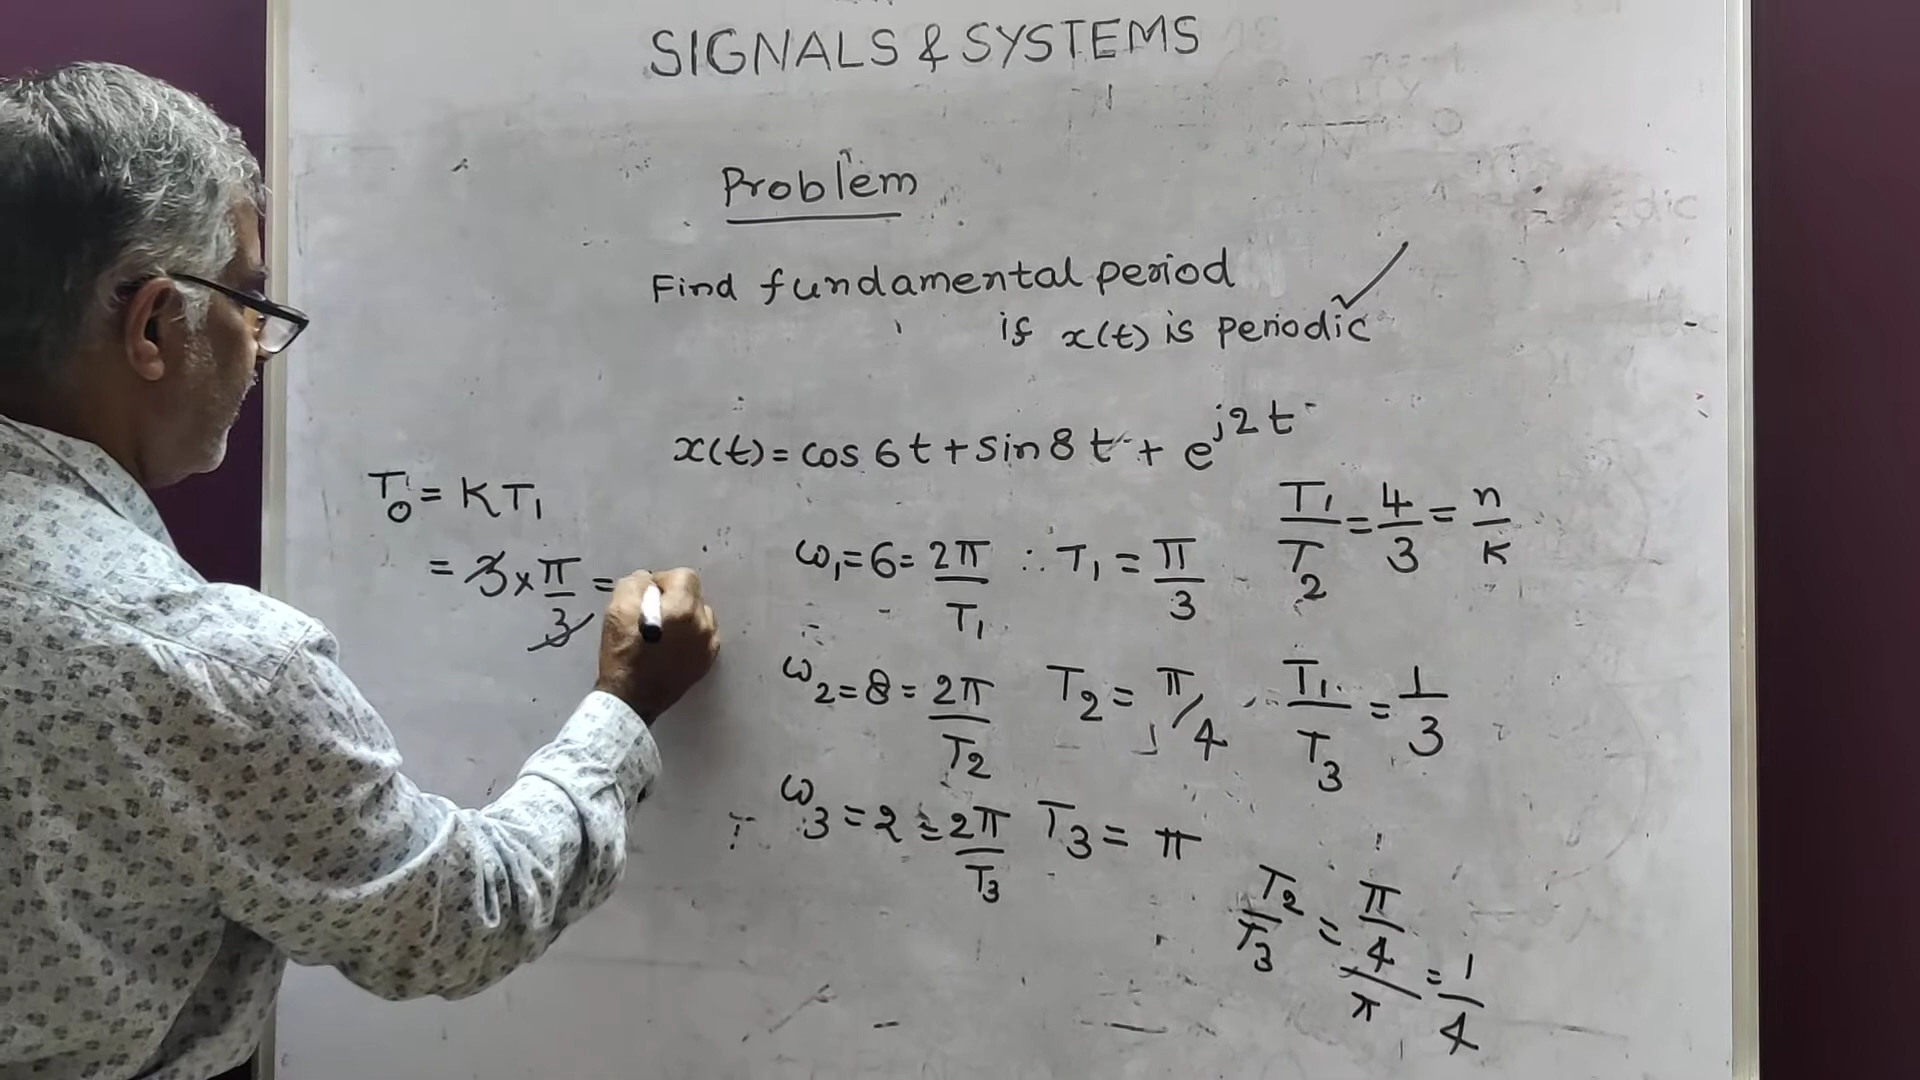 SIGNALS & SYSTEMS
Problem
Find fundamental period
if x(t) is periodic ✓
x(t) = cos 6t + sin 8t + e^{j2t}
T₀ = K T₁
= 3 × π/3 =
ω₁ = 6 = 2π/T₁ ∴ T₁ = π/3
T₁/T₂ = 4/3 = n/K
ω₂ = 8 = 2π/T₂ T₂ = π/4
T₁/T₃ = 1/3
ω₃ = 2 = 2π/T₃ T₃ = π
T₂/T₃ = π/4/π = 1/4